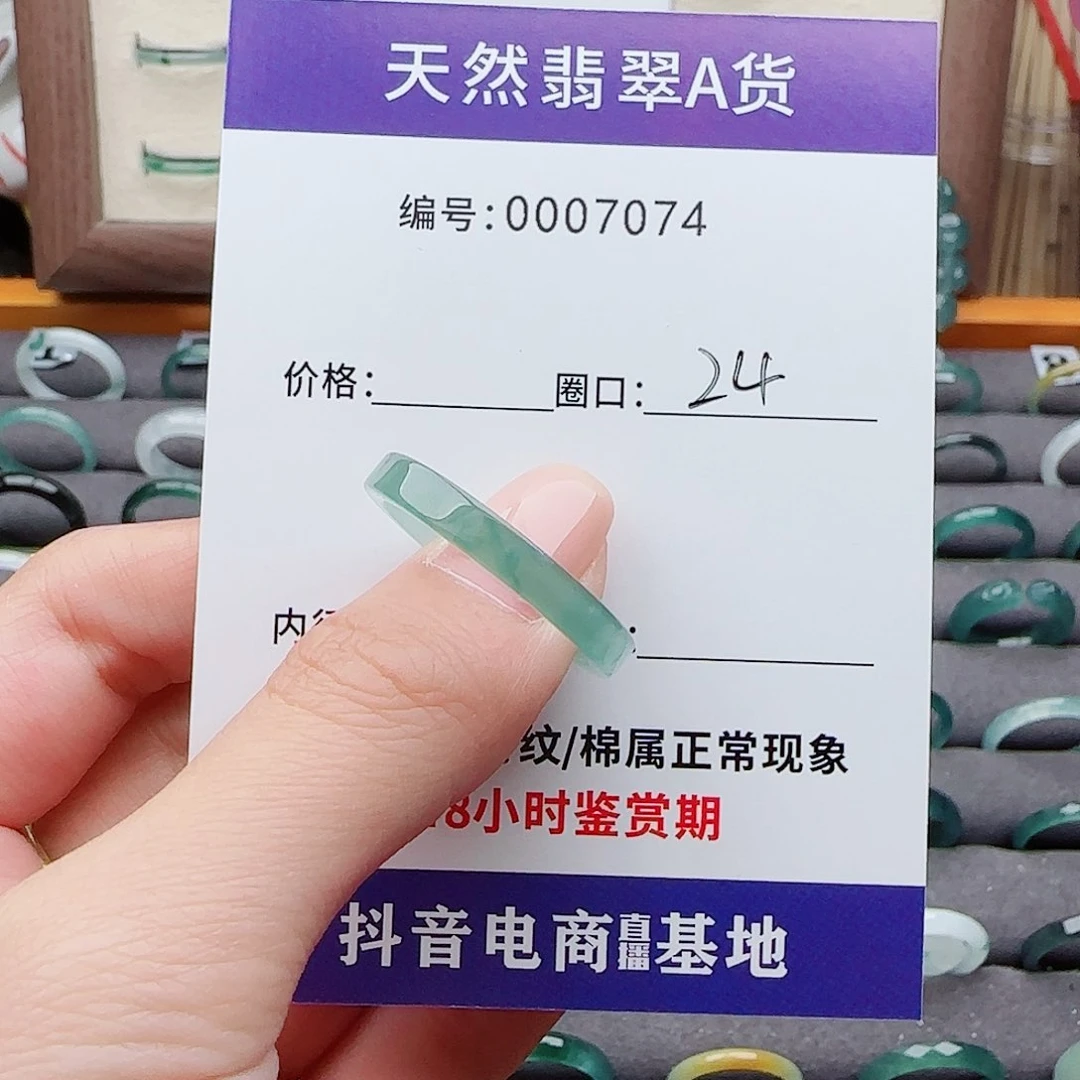 天然翡翠A货
编号:0007074
价格: 圈口: 24
内 :
纹/棉属正常现象
8小时鉴赏期
抖音电商直播基地